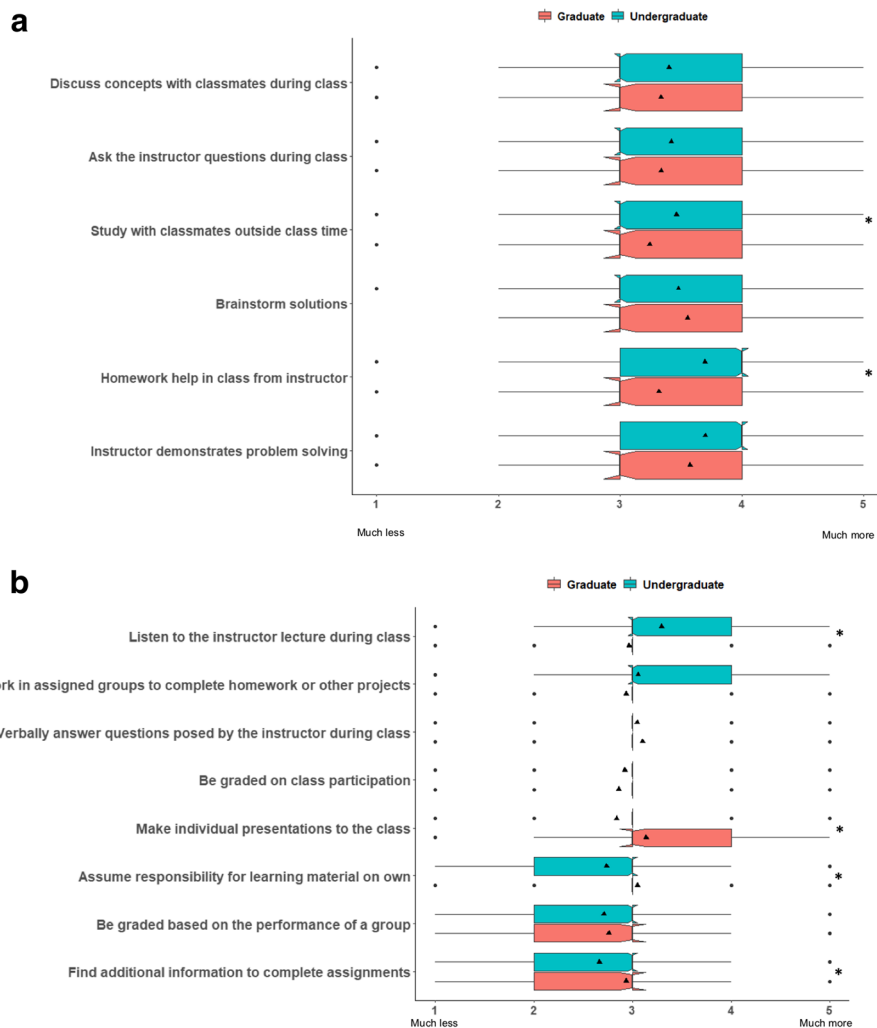 a
Graduate Undergraduate
Discuss concepts with classmates during class
Ask the instructor questions during class
Study with classmates outside class time
*
Brainstorm solutions
Homework help in class from instructor
*
Instructor demonstrates problem solving
1 2 3 4 5
Much less Much more
b
Graduate Undergraduate
Listen to the instructor lecture during class
*
rk in assigned groups to complete homework or other projects
Verbally answer questions posed by the instructor during class
Be graded on class participation
Make individual presentations to the class
*
Assume responsibility for learning material on own
*
Be graded based on the performance of a group
Find additional information to complete assignments
*
1 2 3 4 5
Much less Much more